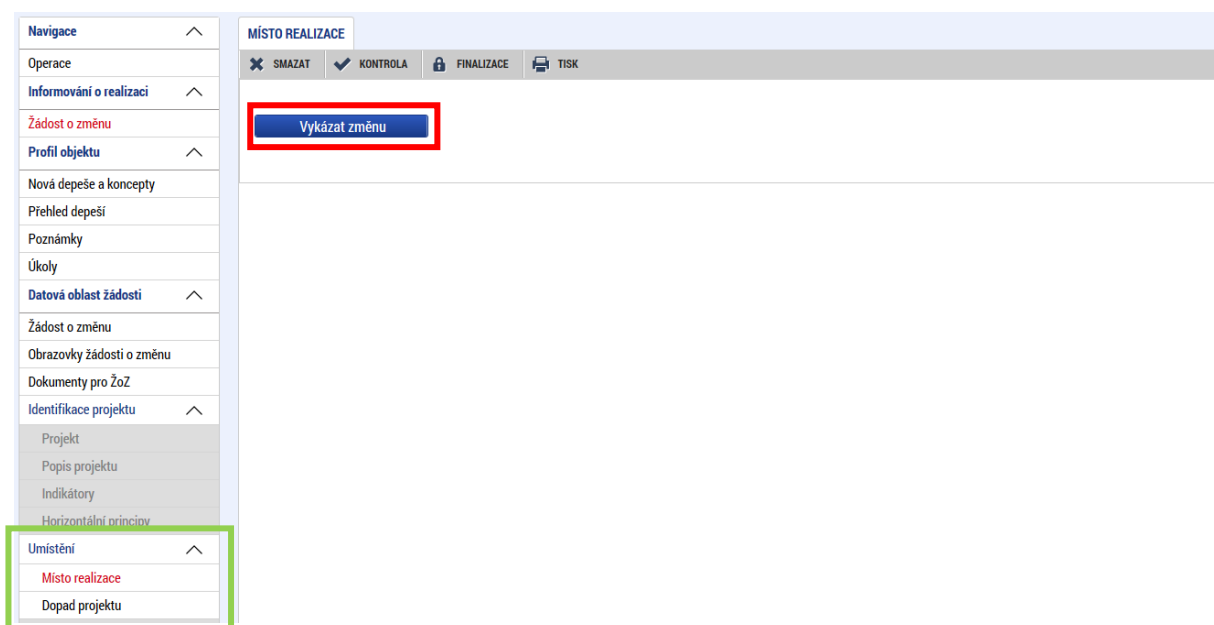 Navigace
Operace
Informování o realizaci
Žádost o změnu
Profil objektu
Nová depeše a koncepty
Přehled depeší
Poznámky
Úkoly
Datová oblast žádosti
Žádost o změnu
Obrazovky žádosti o změnu
Dokumenty pro ŽoZ
Identifikace projektu
Projekt
Popis projektu
Indikátory
Horizontální principy
Umístění
Místo realizace
Dopad projektu
MÍSTO REALIZACE
SMAZAT KONTROLA FINALIZACE TISK
Vykázat změnu